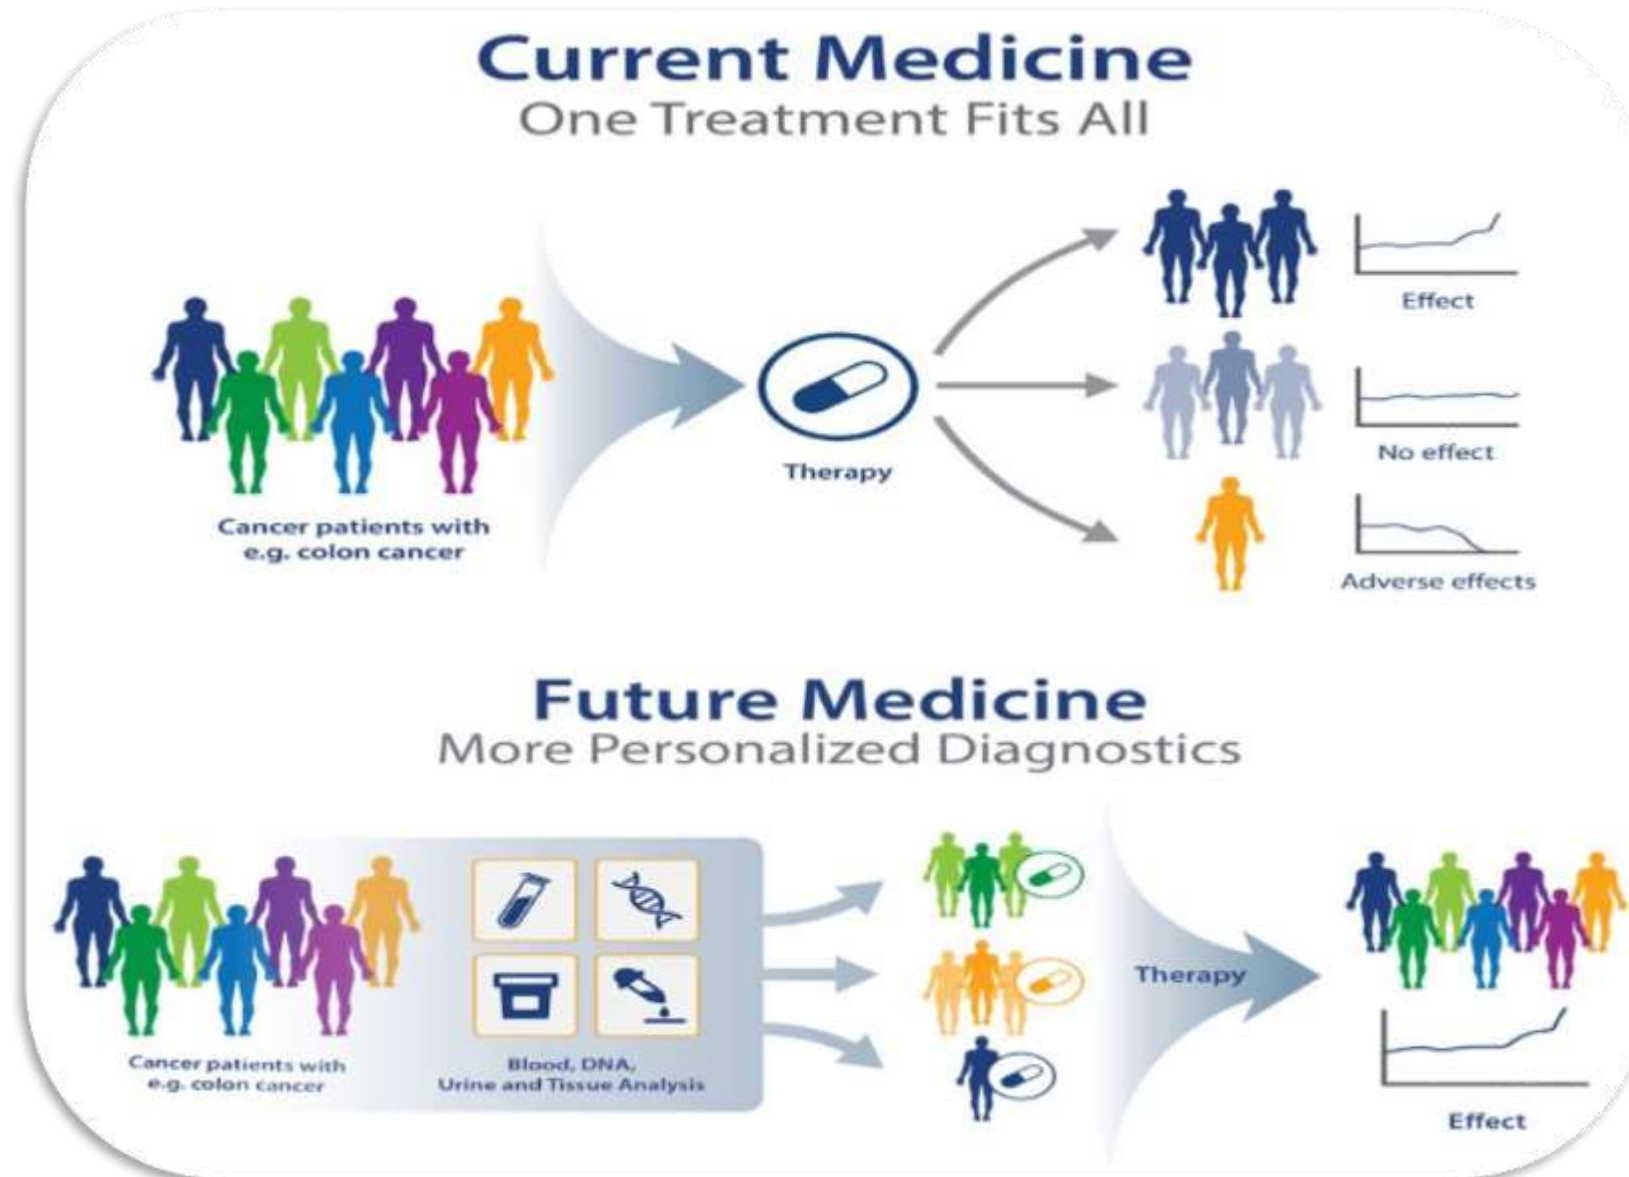 Current Medicine
One Treatment Fits All
Effect
No effect
Therapy
Cancer patients with
e.g. colon cancer
Adverse effects
Future Medicine
More Personalized Diagnostics
Therapy
Cancer patients with
e.g. colon cancer
Blood, DNA,
Urine and Tissue Analysis
Effect